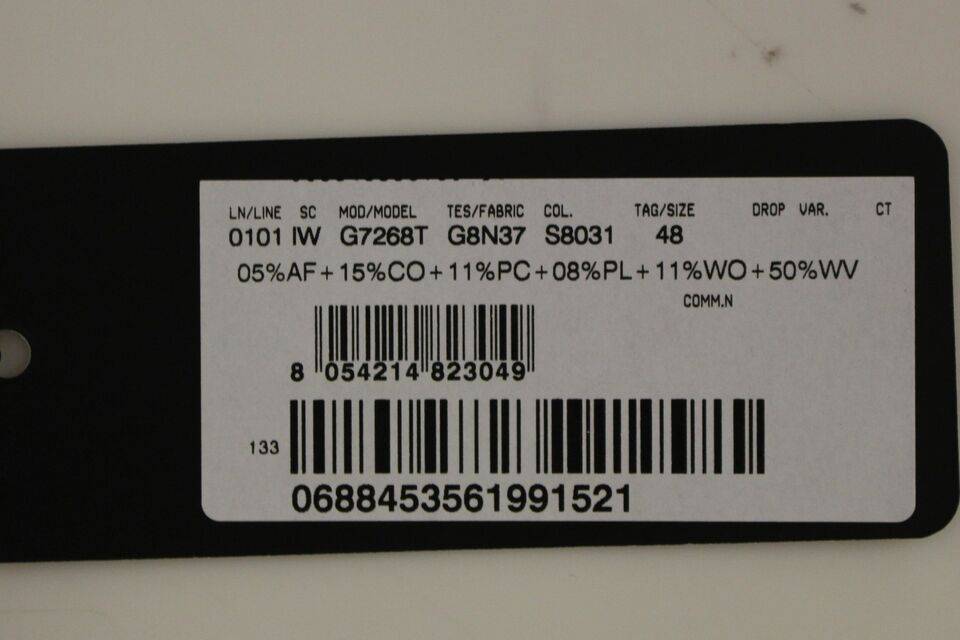 LN/LINE SC MOD/MODEL TES/FABRIC COL. TAG/SIZE DROP VAR. CT
0101 IW G7268T G8N37 S8031 48
05%AF+15%CO+11%PC+08%PL+11%WO+50%WV
COMM.N
8 054214 823049
133
0688453561991521